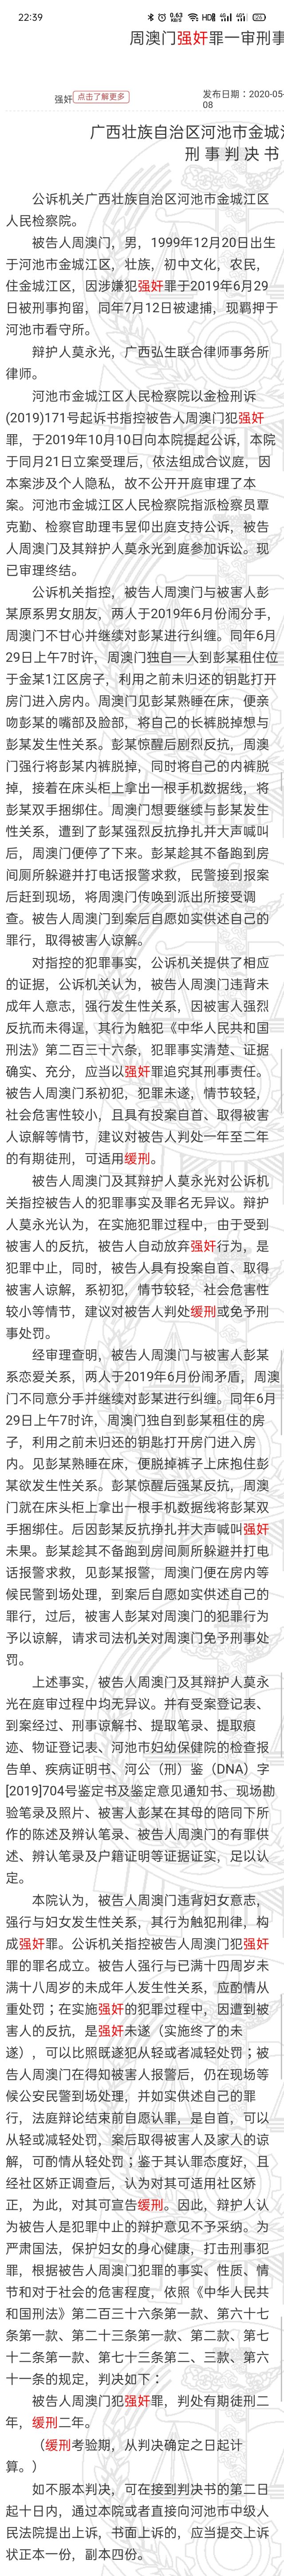 22:39
0.63
KB/S
HD
26
周澳门强奸罪一审刑事
强奸 点击了解更多
发布日期：2020-05-
08
广西壮族自治区河池市金城江
刑 事 判 决 书
公诉机关广西壮族自治区河池市金城江区
人民检察院。
被告人周澳门，男，1999年12月20日出生
于河池市金城江区，壮族，初中文化，农民，
住金城江区，因涉嫌犯强奸罪于2019年6月29
日被刑事拘留，同年7月12日被逮捕，现羁押于
河池市看守所。
辩护人莫永光，广西弘生联合律师事务所
律师。
河池市金城江区人民检察院以金检刑诉
(2019)171号起诉书指控被告人周澳门犯强奸
罪，于2019年10月10日向本院提起公诉，本院
于同月21日立案受理后，依法组成合议庭，因
本案涉及个人隐私，故不公开开庭审理了本
案。河池市金城江区人民检察院指派检察员覃
克勤、检察官助理韦昱仰出庭支持公诉，被告
人周澳门及其辩护人莫永光到庭参加诉讼。现
已审理终结。
公诉机关指控，被告人周澳门与被害人彭
某原系男女朋友，两人于2019年6月份闹分手，
周澳门不甘心并继续对彭某进行纠缠。同年6月
29日上午7时许，周澳门独自一人到彭某租住位
于金某1江区房子，利用之前未归还的钥匙打开
房门进入房内。周澳门见彭某熟睡在床，便亲
吻彭某的嘴部及脸部，将自己的长裤脱掉想与
彭某发生性关系。彭某惊醒后剧烈反抗，周澳
门强行将彭某内裤脱掉，同时将自己的内裤脱
掉，接着在床头柜上拿出一根手机数据线，将
彭某双手捆绑住。周澳门想要继续与彭某发生
性关系，遭到了彭某强烈反抗挣扎并大声喊叫
后，周澳门便停了下来。彭某趁其不备跑到房
间厕所躲避并打电话报警求救，民警接到报案
后赶到现场，将周澳门传唤到派出所接受调
查。被告人周澳门到案后自愿如实供述自己的
罪行，取得被害人谅解。
对指控的犯罪事实，公诉机关提供了相应
的证据，公诉机关认为，被告人周澳门违背未
成年人意志，强行发生性关系，因被害人强烈
反抗而未得逞，其行为触犯《中华人民共和国
刑法》第二百三十六条，犯罪事实清楚、证据
确实、充分，应当以强奸罪追究其刑事责任。
被告人周澳门系初犯，犯罪未遂，情节较轻，
社会危害性较小，且具有投案自首、取得被害
人谅解等情节，建议对被告人判处一年至二年
的有期徒刑，可适用缓刑。
被告人周澳门及其辩护人莫永光对公诉机
关指控被告人的犯罪事实及罪名无异议。辩护
人莫永光认为，在实施犯罪过程中，由于受到
被害人的反抗，被告人自动放弃强奸行为，是
犯罪中止，同时，被告人具有投案自首、取得
被害人谅解，系初犯，情节较轻，社会危害性
较小等情节，建议对被告人判处缓刑或免予刑
事处罚。
经审理查明，被告人周澳门与被害人彭某
系恋爱关系，两人于2019年6月份闹矛盾，周澳
门不同意分手并继续对彭某进行纠缠。同年6月
29日上午7时许，周澳门独自到彭某租住的房
子，利用之前未归还的钥匙打开房门进入房
内。见彭某熟睡在床，便脱掉裤子上床抱住彭
某欲发生性关系。彭某惊醒后强某反抗，周澳
门就在床头柜上拿出一根手机数据线将彭某双
手捆绑住。后因彭某反抗挣扎并大声喊叫强奸
未果。彭某趁其不备跑到房间厕所躲避并打电
话报警求救，见彭某报警，周澳门便在房内等
候民警到场处理，到案后自愿如实供述自己的
罪行，过后，被害人彭某对周澳门的犯罪行为
予以谅解，请求司法机关对周澳门免予刑事处
罚。
上述事实，被告人周澳门及其辩护人莫永
光在庭审过程中均无异议。并有受案登记表、
到案经过、刑事谅解书、提取笔录、提取痕
迹、物证登记表、河池市妇幼保健院的检查报
告单、疾病证明书、河公（刑）鉴（DNA）字
[2019]704号鉴定书及鉴定意见通知书、现场勘
验笔录及照片、被害人彭某在其母的陪同下所
作的陈述及辨认笔录、被告人周澳门的有罪供
述、辨认笔录及户籍证明等证据证实，足以认
定。
本院认为，被告人周澳门违背妇女意志，
强行与妇女发生性关系，其行为触犯刑律，构
成强奸罪。公诉机关指控被告人周澳门犯强奸
罪的罪名成立。被告人强行与已满十四周岁未
满十八周岁的未成年人发生性关系，应酌情从
重处罚；在实施强奸的犯罪过程中，因遭到被
害人的反抗，是强奸未遂（实施终了的未
遂），可以比照既遂犯从轻或者减轻处罚；被
告人周澳门在得知被害人报警后，仍在现场等
候公安民警到场处理，并如实供述自己的罪
行，法庭辩论结束前自愿认罪，是自首，可以
从轻或减轻处罚，案后取得被害人及家人的谅
解，可酌情从轻处罚；鉴于其认罪态度好，且
经社区矫正调查后，认为对其可适用社区矫
正，为此，对其可宣告缓刑。因此，辩护人认
为被告人是犯罪中止的辩护意见不予采纳。为
严肃国法，保护妇女的身心健康，打击刑事犯
罪，根据被告人周澳门犯罪的事实、性质、情
节和对于社会的危害程度，依照《中华人民共
和国刑法》第二百三十六条第一款、第六十七
条第一款、第二十三条第一款、第二款、第七
十二条第一款、第七十三条第二、三款、第六
十一条的规定，判决如下：
被告人周澳门犯强奸罪，判处有期徒刑二
年，缓刑二年。
（缓刑考验期，从判决确定之日起计
算。）
如不服本判决，可在接到判决书的第二日
起十日内，通过本院或者直接向河池市中级人
民法院提出上诉，书面上诉的，应当提交上诉
状正本一份，副本四份。